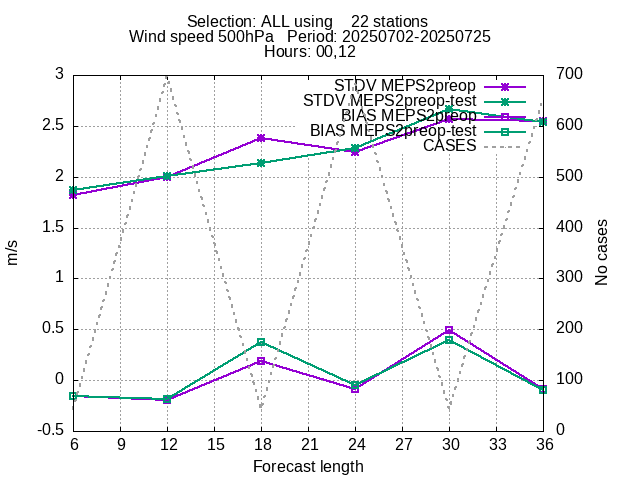 Selection: ALL using    22 stations
Wind speed 500hPa   Period: 20250702-20250725
Hours: 00,12
STDV MEPS2preop
STDV MEPS2preop-test
BIAS MEPS2preop
BIAS MEPS2preop-test
CASES
3
2.5
2
1.5
1
0.5
0
-0.5
m/s
700
600
500
400
300
200
100
0
No cases
6 9 12 15 18 21 24 27 30 33 36
Forecast length